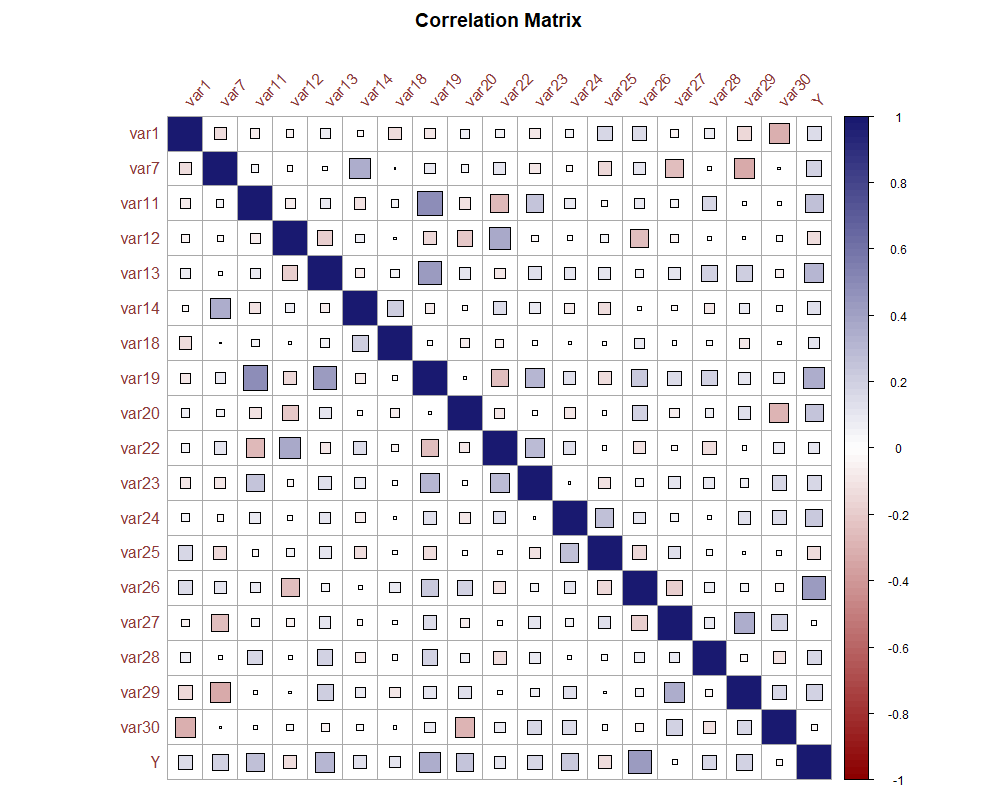 Correlation Matrix
var1 var7 var11 var12 var13 var14 var18 var19 var20 var22 var23 var24 var25 var26 var27 var28 var29 var30 Y
var1
var7
var11
var12
var13
var14
var18
var19
var20
var22
var23
var24
var25
var26
var27
var28
var29
var30
Y
1
0.8
0.6
0.4
0.2
0
-0.2
-0.4
-0.6
-0.8
-1